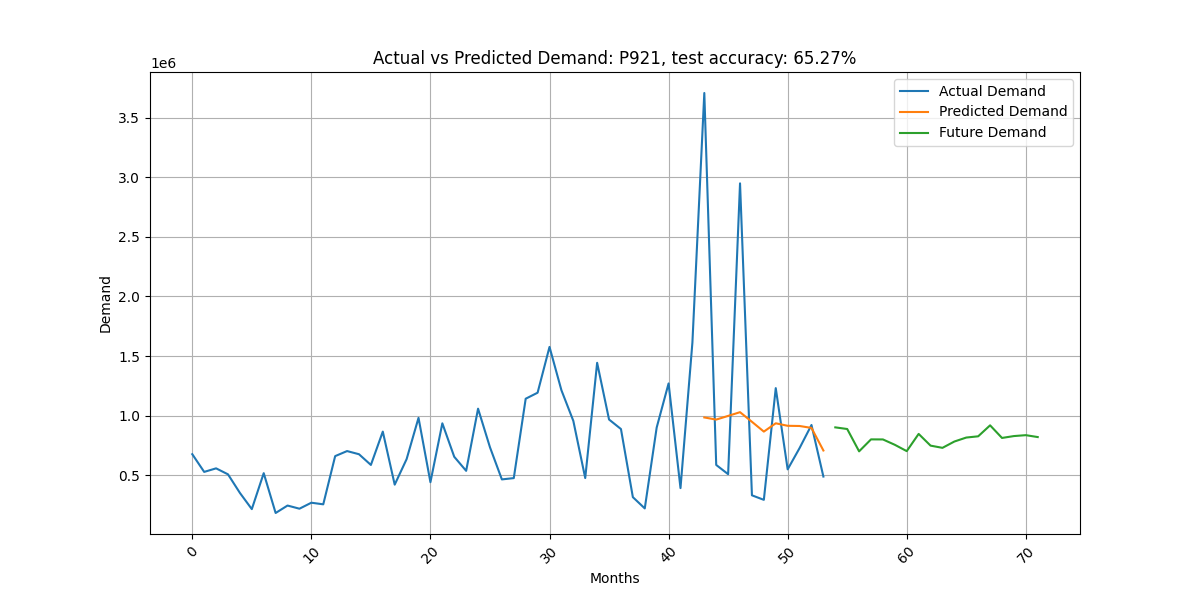 Actual vs Predicted Demand: P921, test accuracy: 65.27%
1e6
Actual Demand
Predicted Demand
Future Demand
3.5
3.0
2.5
2.0
1.5
1.0
0.5
Demand
0
10
20
30
40
50
60
70
Months